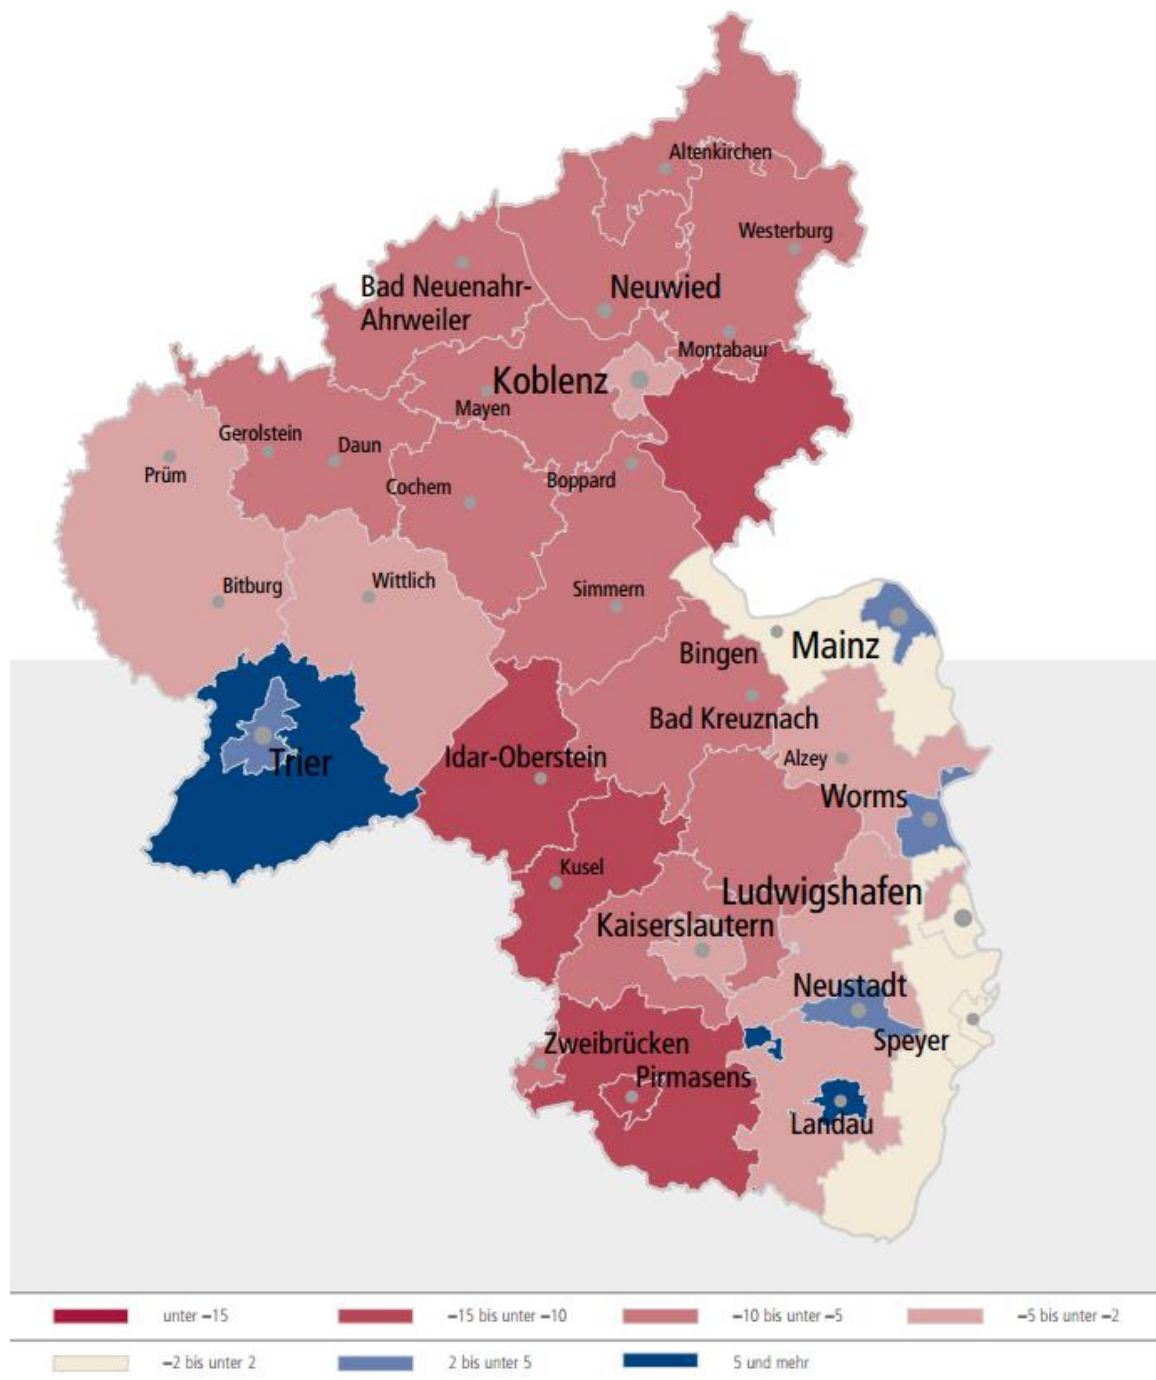 Altenkirchen
Westerburg
Bad Neuenahr-
Ahrweiler
Neuwied
Montabaur
Koblenz
Mayen
Gerolstein
Daun
Prüm
Cochem
Boppard
Bitburg
Wittlich
Simmern
Bingen
Mainz
Bad Kreuznach
Trier
Idar-Oberstein
Alzey
Worms
Kusel
Ludwigshafen
Kaiserslautern
Neustadt
Speyer
Zweibrücken
Pirmasens
Landau
unter –15
–15 bis unter –10
–10 bis unter –5
–5 bis unter –2
–2 bis unter 2
2 bis unter 5
5 und mehr